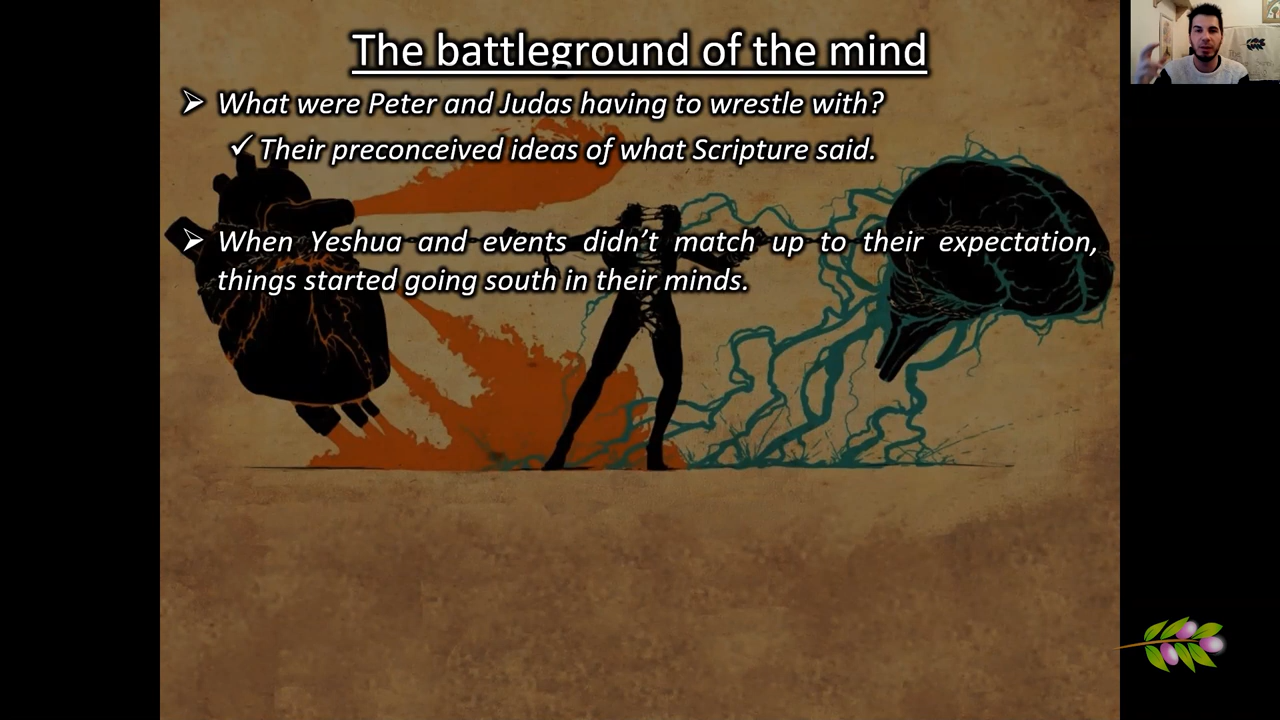 The battleground of the mind
➢ What were Peter and Judas having to wrestle with?
✓ Their preconceived ideas of what Scripture said.
➢ When Yeshua and events didn’t match up to their expectation,
things started going south in their minds.